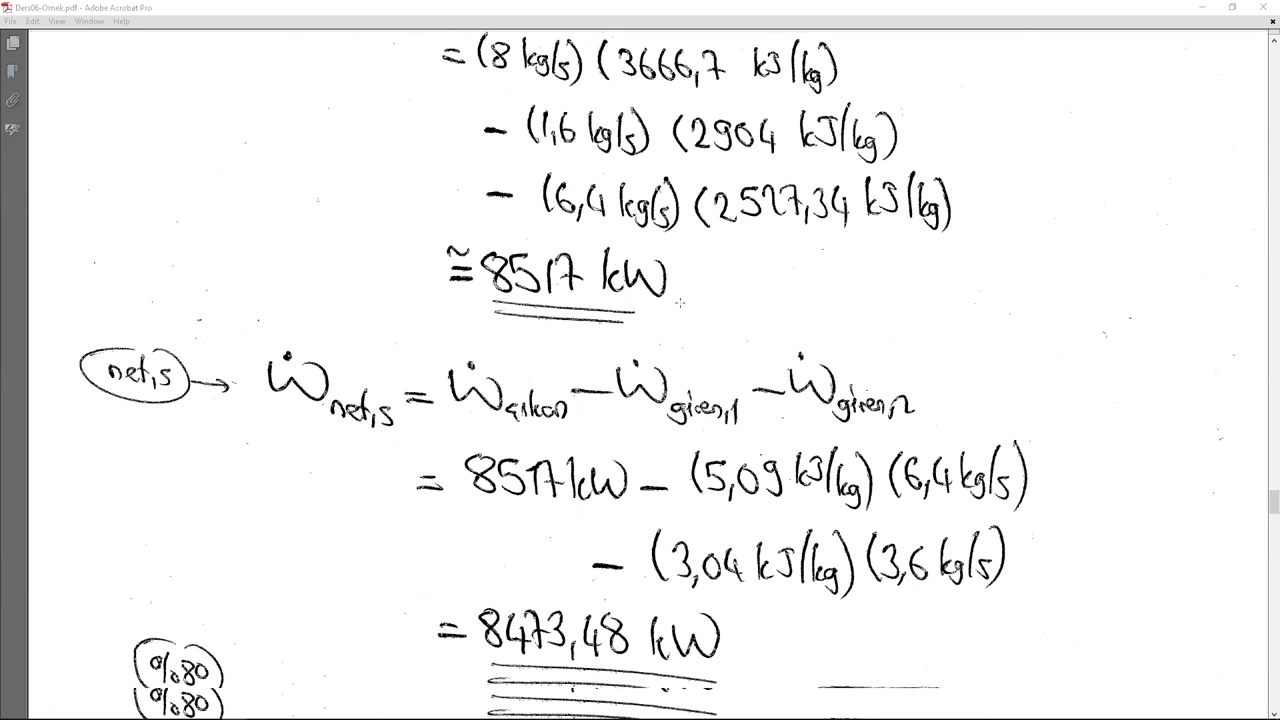 Ders06-Ornek.pdf - Adobe Acrobat Pro
File Edit View Window Help
= (8 kg/s) (3666,7 kJ/kg)
- (1,6 kg/s) (2904 kJ/kg)
- (6,4 kg/s) (2527,34 kJ/kg)
≅ 8517 kW
net,s → Ẇnet,s = Ẇçıkan - Ẇgiren,1 - Ẇgiren,2
= 8517 kW - (5,09 kJ/kg) (6,4 kg/s)
- (3,04 kJ/kg) (3,6 kg/s)
= 8473,48 kW
%80
%80